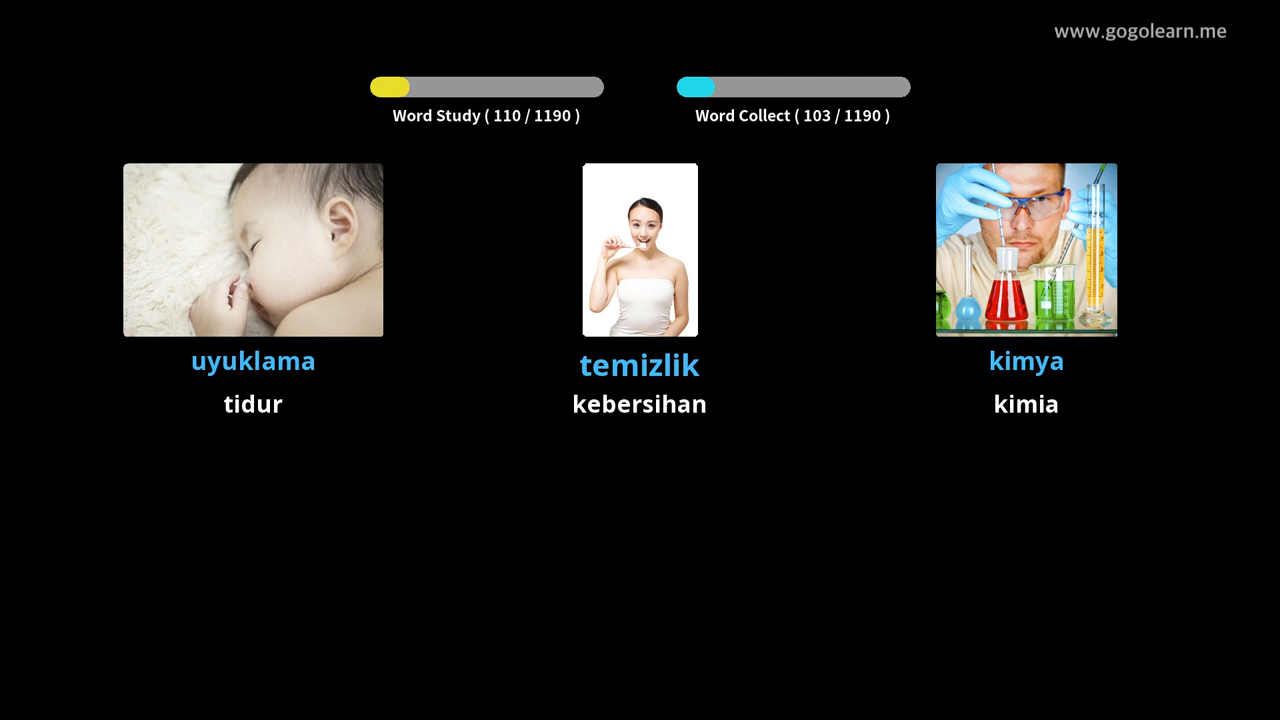 www.gogolearn.me
Word Study ( 110 / 1190 )
Word Collect ( 103 / 1190 )
uyuklama
temizlik
kimya
tidur
kebersihan
kimia